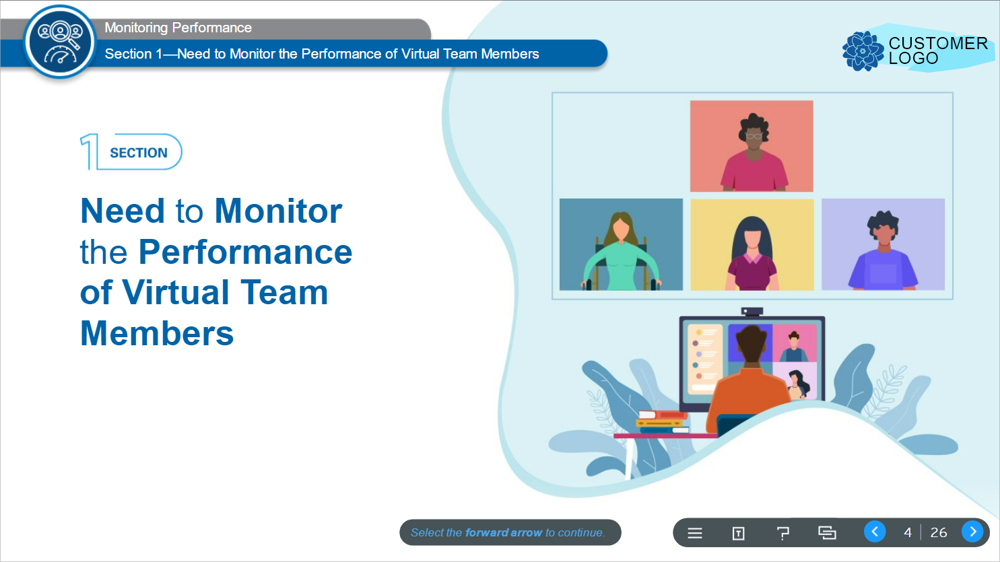 Monitoring Performance
Section 1—Need to Monitor the Performance of Virtual Team Members
CUSTOMER
LOGO
1 SECTION
Need to Monitor
the Performance
of Virtual Team
Members
Select the forward arrow to continue.
T ? 4 | 26